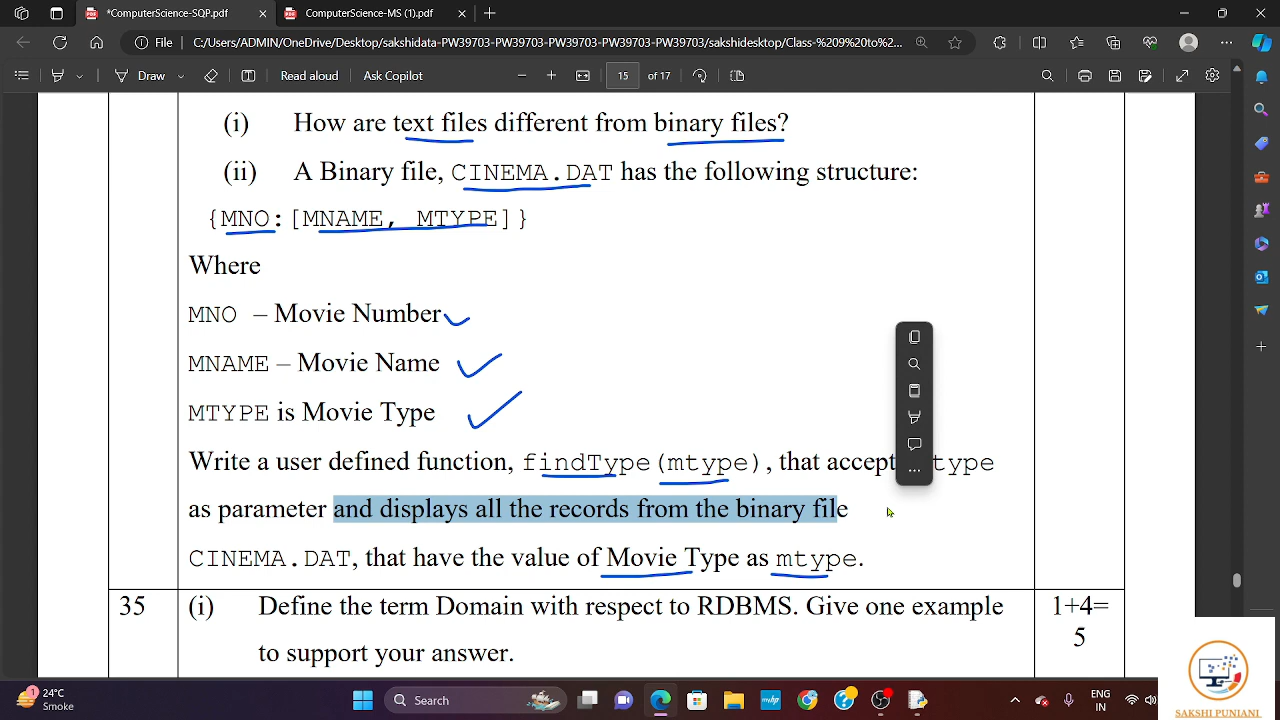 *ComputerScience-SQP.pdf
ComputerScience-MS (1).pdf
File
C:/Users/ADMIN/OneDrive/Desktop/sakshidata-PW39703-PW39703-PW39703-PW39703/sakshidesktop/Class-%209%20to%20...
Draw
Read aloud
Ask Copilot
15
of 17
(i) How are text files different from binary files?
(ii) A Binary file, CINEMA.DAT has the following structure:
{MNO:[MNAME, MTYPE]}
Where
MNO – Movie Number
MNAME – Movie Name
MTYPE is Movie Type
Write a user defined function, findType(mtype), that accept type
as parameter and displays all the records from the binary file
CINEMA.DAT, that have the value of Movie Type as mtype.
35 (i) Define the term Domain with respect to RDBMS. Give one example 1+4=
to support your answer. 5
1
24°C
Smoke
Search
ENG
IN
SAKSHI PUNIANI